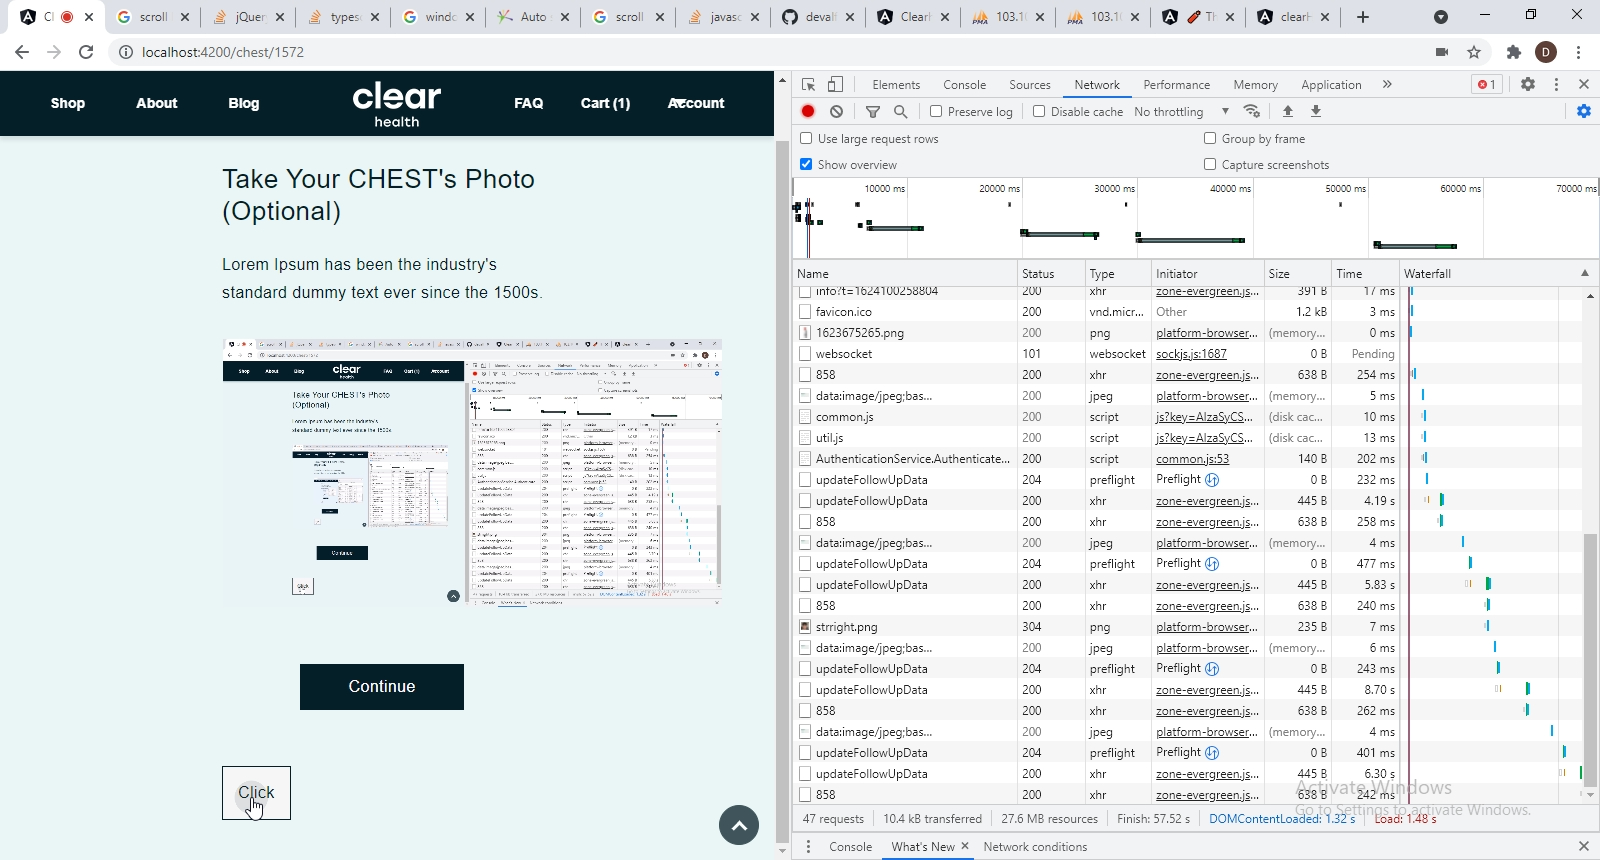 Cl
scroll
jQuer
types
windc
Auto
scroll
javasc
devalf
Clearl
103.1(
103.1(
Th
clearH
localhost:4200/chest/1572
D
Shop
About
Blog
clear
health
FAQ
Cart (1)
Account
Take Your CHEST's Photo
(Optional)
Lorem Ipsum has been the industry's
standard dummy text ever since the 1500s.
Take Your CHEST's Photo
(Optional)
Continue
Click
Continue
Click
Elements Console Sources Network Performance Memory Application » 1
Preserve log Disable cache No throttling
Use large request rows Group by frame
Show overview Capture screenshots
10000 ms 20000 ms 30000 ms 40000 ms 50000 ms 60000 ms 70000 ms
Name Status Type Initiator Size Time Waterfall
info?t=1624100258804 200 xhr zone-evergreen.js... 391 B 17 ms
favicon.ico 200 vnd.micr... Other 1.2 kB 3 ms
1623675265.png 200 png platform-browser... (memory... 0 ms
websocket 101 websocket sockjs.js:1687 0 B Pending
858 200 xhr zone-evergreen.js... 638 B 254 ms
data:image/jpeg;bas... 200 jpeg platform-browser... (memory... 5 ms
common.js 200 script js?key=AIzaSyCS... (disk cac... 10 ms
util.js 200 script js?key=AIzaSyCS... (disk cac... 13 ms
AuthenticationService.Authenticate... 200 script common.js:53 140 B 202 ms
updateFollowUpData 204 preflight Preflight 0 B 232 ms
updateFollowUpData 200 xhr zone-evergreen.js... 445 B 4.19 s
858 200 xhr zone-evergreen.js... 638 B 258 ms
data:image/jpeg;bas... 200 jpeg platform-browser... (memory... 4 ms
updateFollowUpData 204 preflight Preflight 0 B 477 ms
updateFollowUpData 200 xhr zone-evergreen.js... 445 B 5.83 s
858 200 xhr zone-evergreen.js... 638 B 240 ms
strright.png 304 png platform-browser... 235 B 7 ms
data:image/jpeg;bas... 200 jpeg platform-browser... (memory... 6 ms
updateFollowUpData 204 preflight Preflight 0 B 243 ms
updateFollowUpData 200 xhr zone-evergreen.js... 445 B 8.70 s
858 200 xhr zone-evergreen.js... 638 B 262 ms
data:image/jpeg;bas... 200 jpeg platform-browser... (memory... 4 ms
updateFollowUpData 204 preflight Preflight 0 B 401 ms
updateFollowUpData 200 xhr zone-evergreen.js... 445 B 6.30 s
858 200 xhr zone-evergreen.js... 638 B 242 ms
Activate Windows
Go to Settings to activate Windows.
47 requests 10.4 kB transferred 27.6 MB resources Finish: 57.52 s DOMContentLoaded: 1.32 s Load: 1.48 s
Console What's New × Network conditions